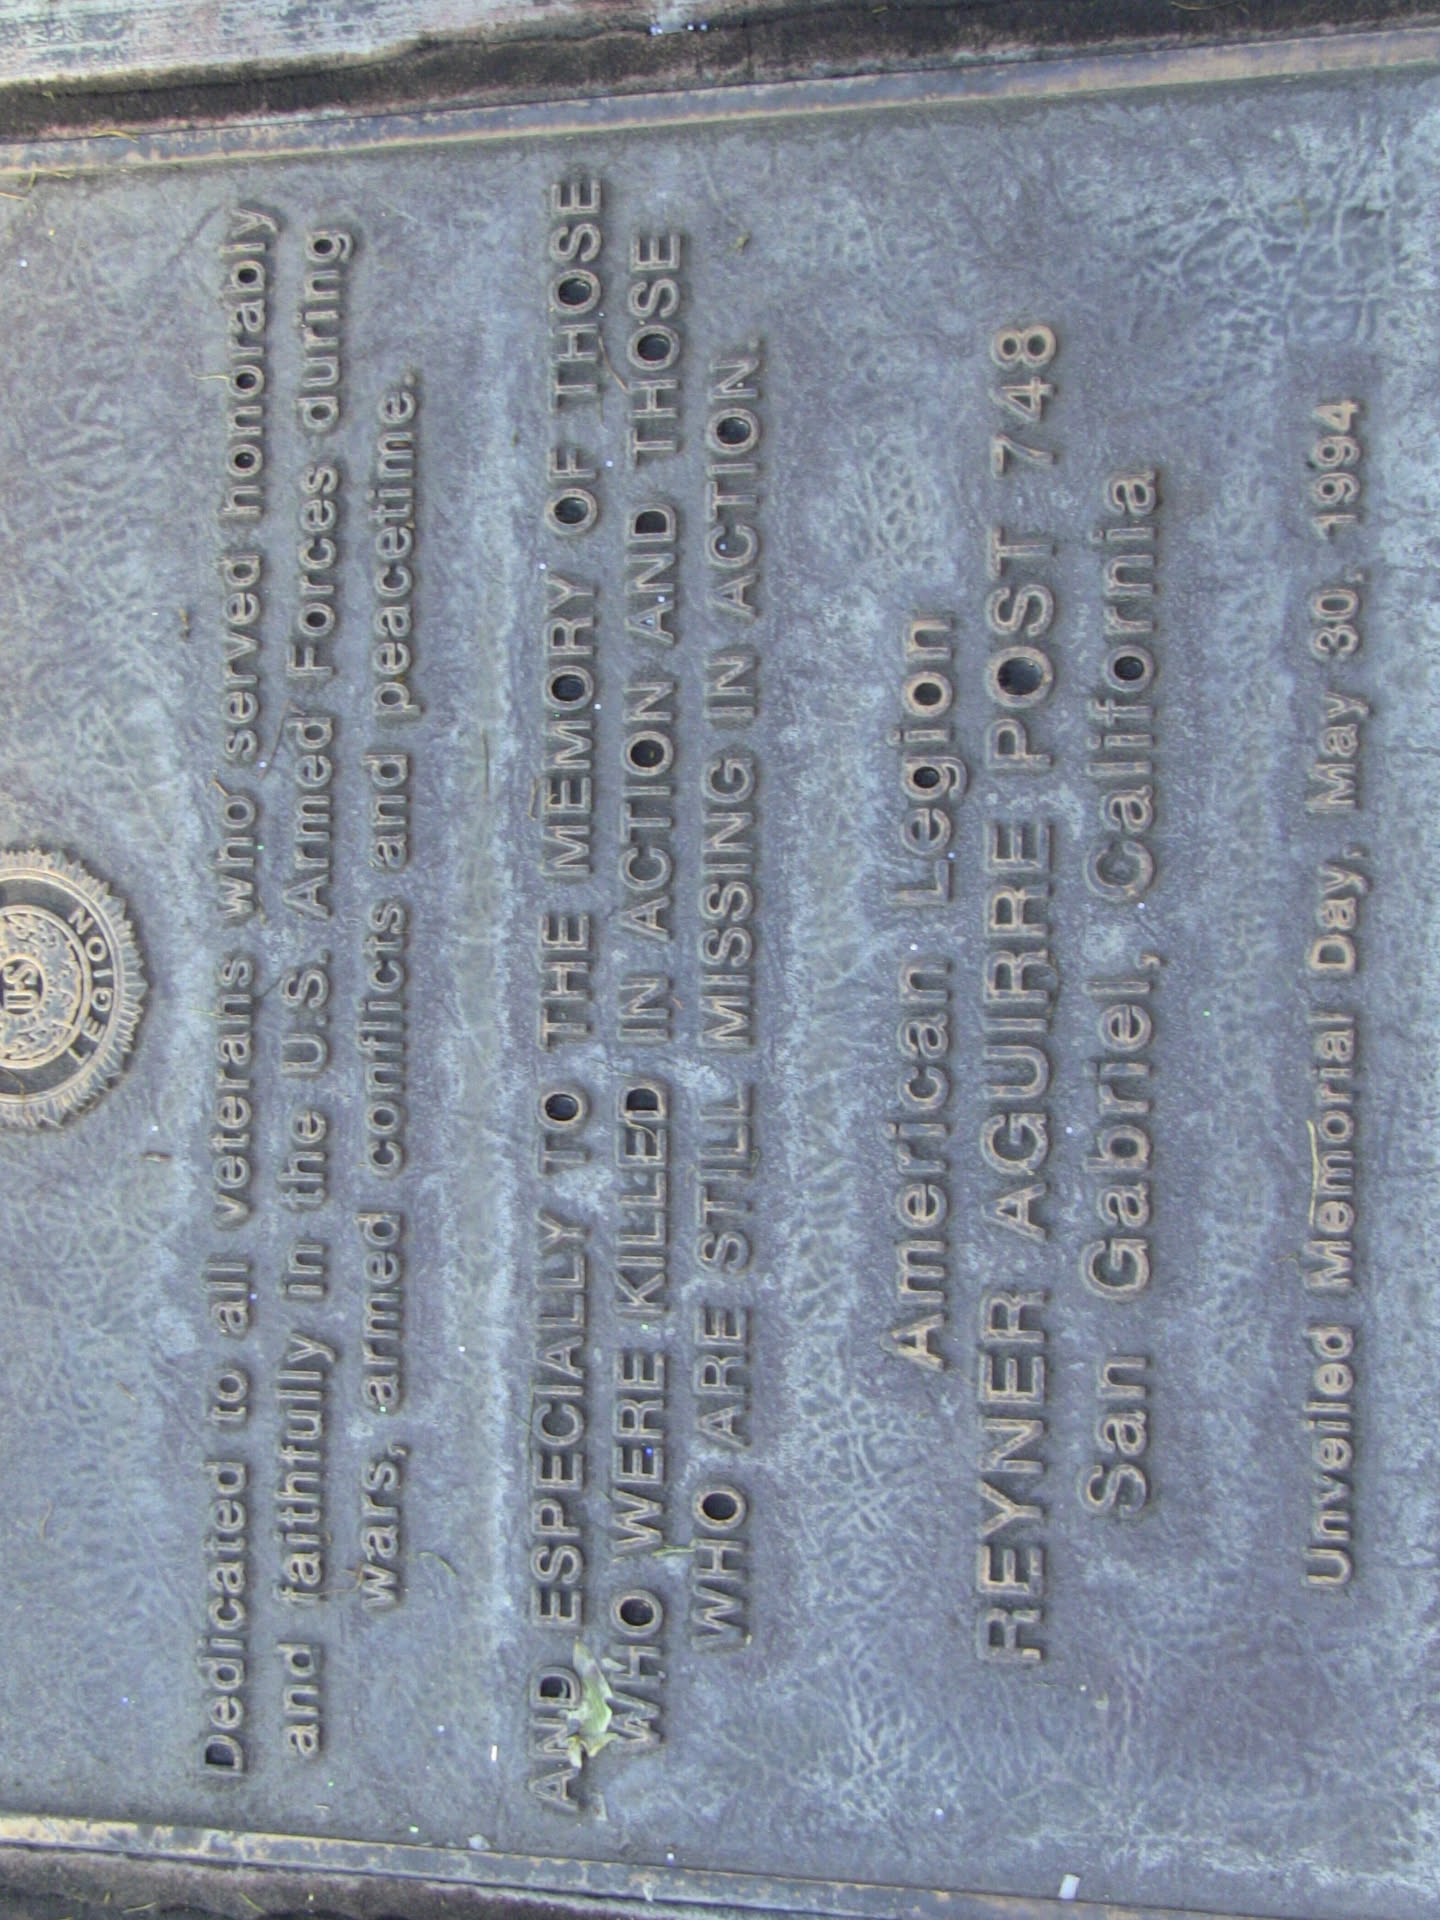 U.S.
LEGION
Dedicated to all veterans who served honorably
and faithfully in the U.S. Armed Forces during
wars, armed conflicts and peacetime.
AND ESPECIALLY TO THE MEMORY OF THOSE
WHO WERE KILLED IN ACTION AND THOSE
WHO ARE STILL MISSING IN ACTION.
American Legion
REYNER AGUIRRE POST 748
San Gabriel, California
Unveiled Memorial Day, May 30, 1994